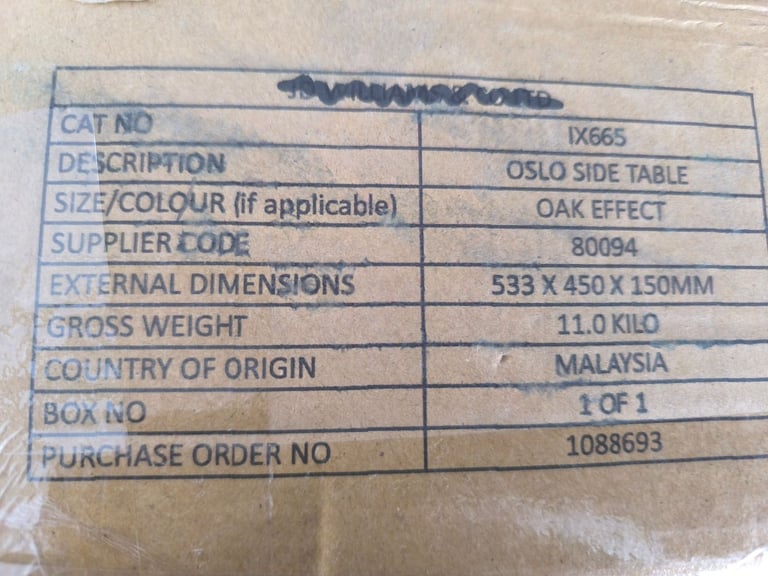 CAT NO IX665
DESCRIPTION OSLO SIDE TABLE
SIZE/COLOUR (if applicable) OAK EFFECT
SUPPLIER CODE 80094
EXTERNAL DIMENSIONS 533 X 450 X 150MM
GROSS WEIGHT 11.0 KILO
COUNTRY OF ORIGIN MALAYSIA
BOX NO 1 OF 1
PURCHASE ORDER NO 1088693